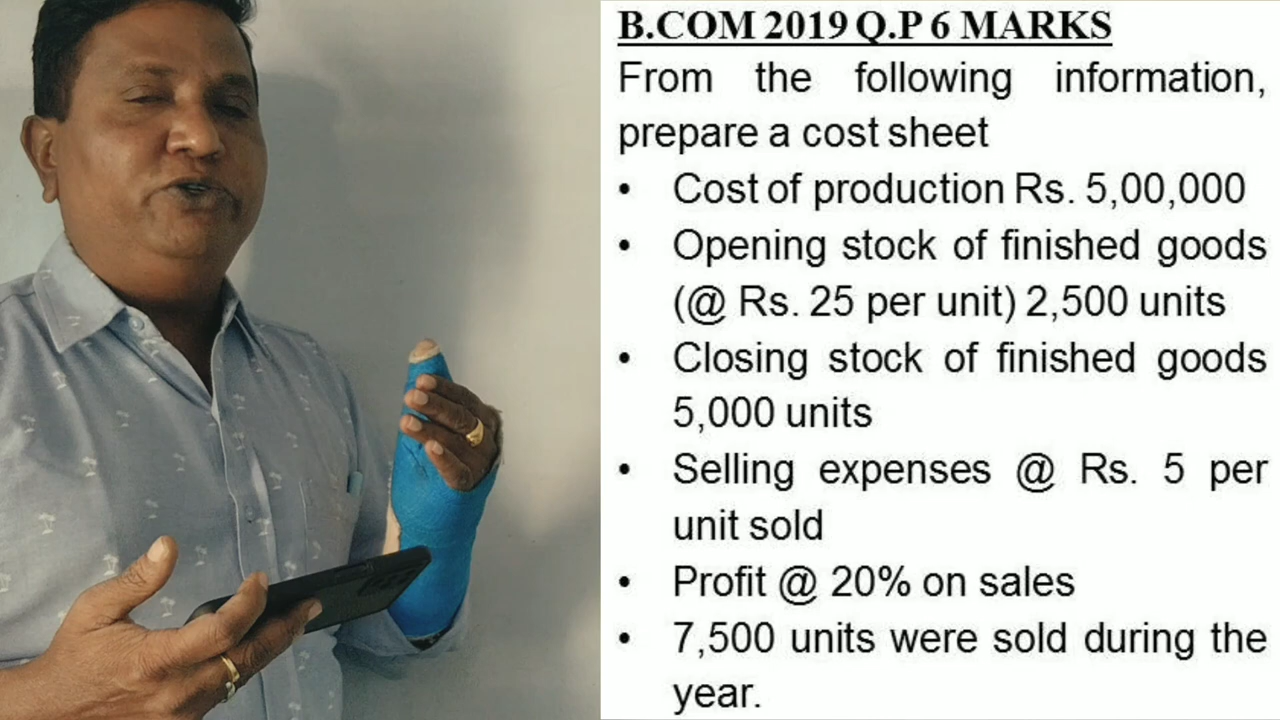 B.COM 2019 Q.P 6 MARKS
From the following information,
prepare a cost sheet
• Cost of production Rs. 5,00,000
• Opening stock of finished goods
(@ Rs. 25 per unit) 2,500 units
• Closing stock of finished goods
5,000 units
• Selling expenses @ Rs. 5 per
unit sold
• Profit @ 20% on sales
• 7,500 units were sold during the
year.